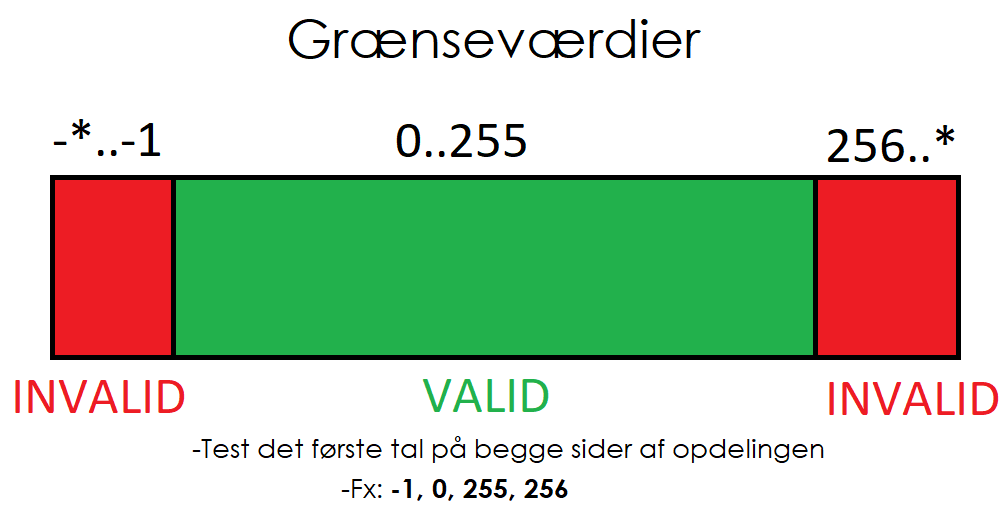 Grænseværdier
-*..-1
0..255
256..*
INVALID
VALID
INVALID
-Test det første tal på begge sider af opdelingen
-Fx: -1, 0, 255, 256